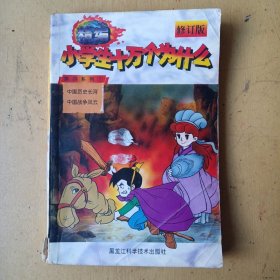 精编
修订版
小学生十万个为什么
中国历史长河
中国战争风云
黑龙江科学技术出版社